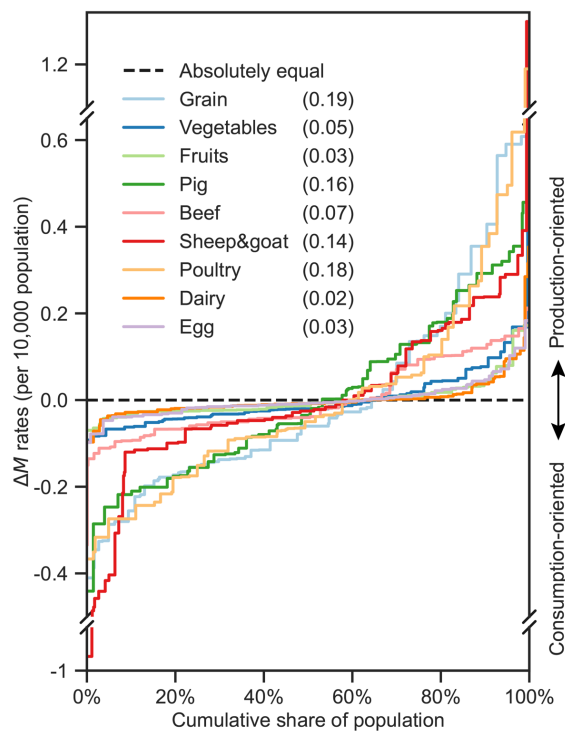 1.2
0.6
0.4
0.2
0.0
-0.2
-0.4
-1
ΔM rates (per 10,000 population)
Absolutely equal
Grain (0.19)
Vegetables (0.05)
Fruits (0.03)
Pig (0.16)
Beef (0.07)
Sheep&goat (0.14)
Poultry (0.18)
Dairy (0.02)
Egg (0.03)
Production-oriented
Consumption-oriented
0% 20% 40% 60% 80% 100%
Cumulative share of population